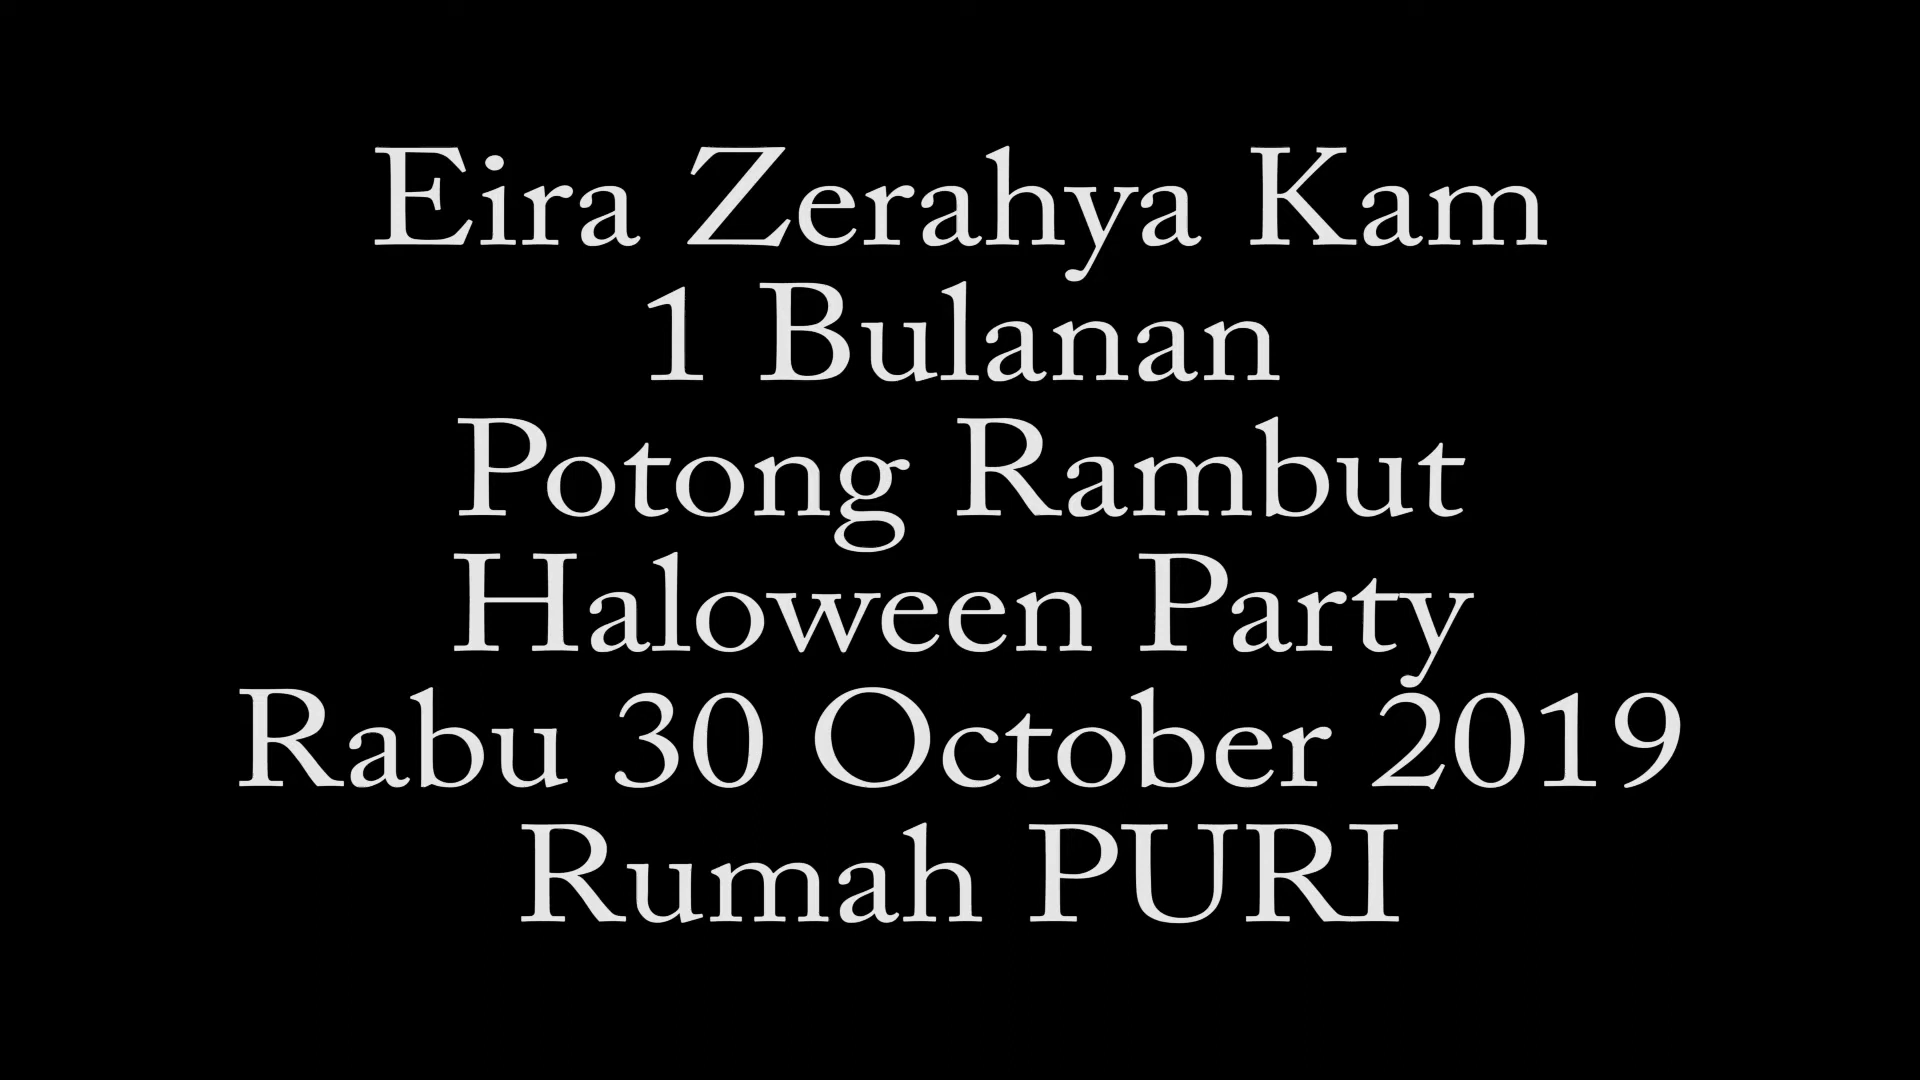 Eira Zerahya Kam
1 Bulanan
Potong Rambut
Haloween Party
Rabu 30 October 2019
Rumah PURI